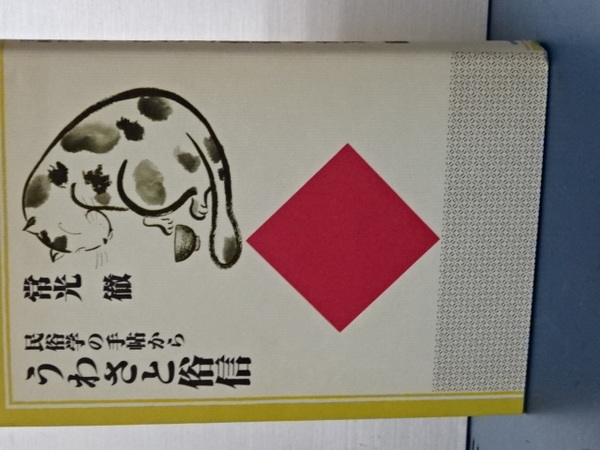 うわさと俗信
民俗学の手帖から
常光
徹